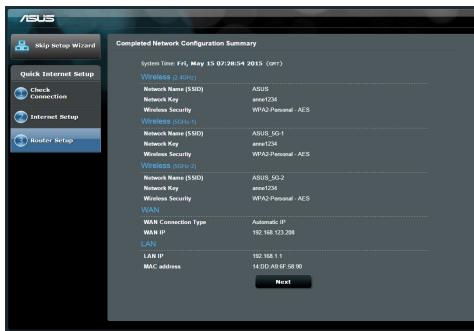 ASUS
Skip Setup Wizard
Completed Network Configuration Summary
System Time: Fri, May 15 07:28:54 2015 (GMT)
Quick Internet Setup
1 Check Connection
2 Internet Setup
3 Router Setup
Wireless (2.4GHz)
Network Name (SSID) ASUS
Network Key anne1234
Wireless Security WPA2-Personal - AES
Wireless (5GHz-1)
Network Name (SSID) ASUS_5G-1
Network Key anne1234
Wireless Security WPA2-Personal - AES
Wireless (5GHz-2)
Network Name (SSID) ASUS_5G-2
Network Key anne1234
Wireless Security WPA2-Personal - AES
WAN
WAN Connection Type Automatic IP
WAN IP 192.168.123.208
LAN
LAN IP 192.168.1.1
MAC address 14:DD:A9:6F:58:90
Next